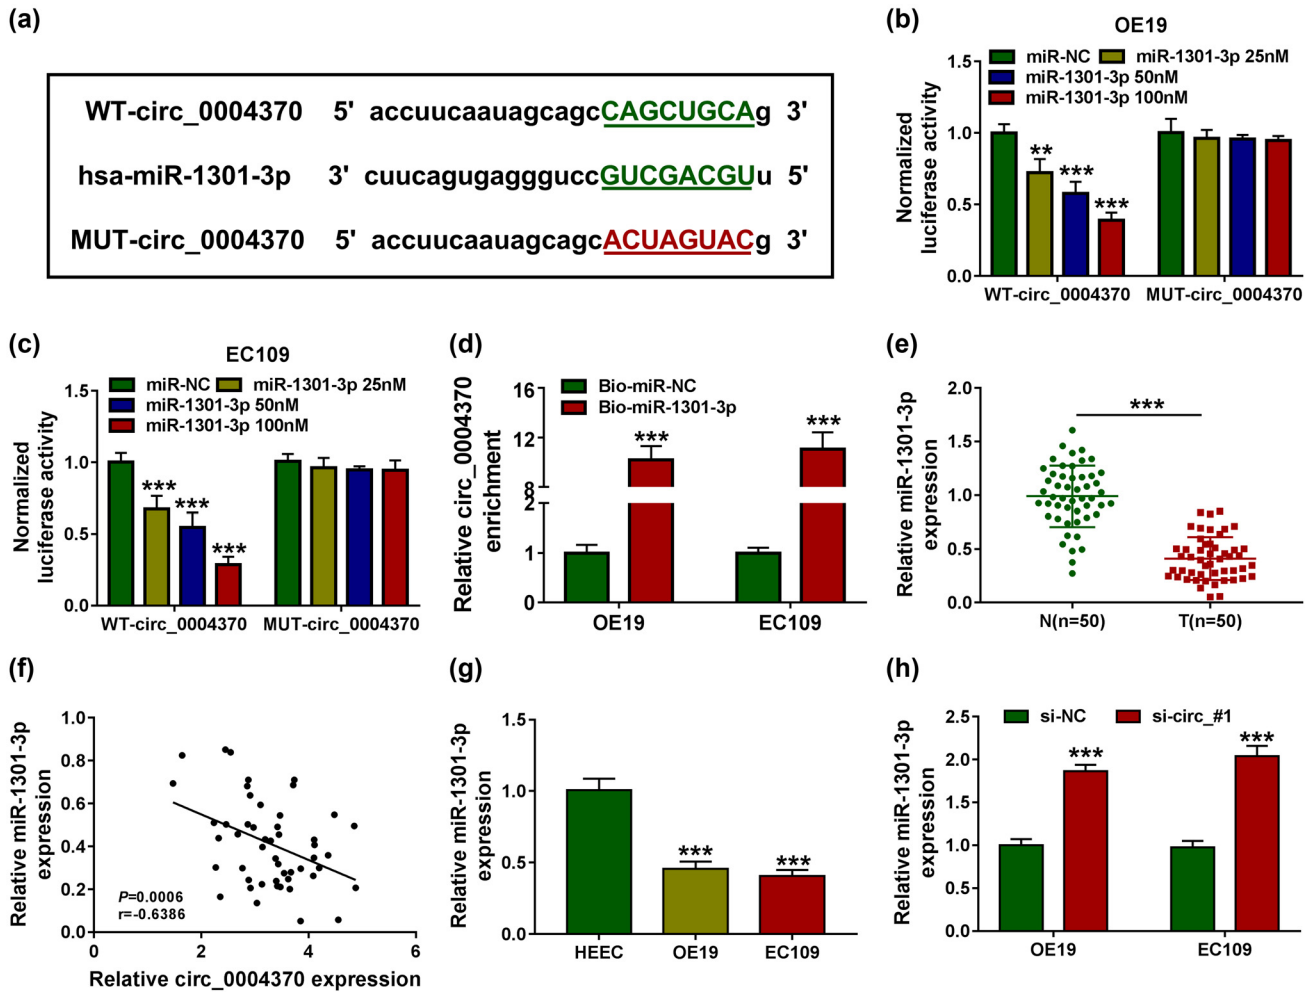 (a)
WT-circ_0004370 5' accuucaauagcagcCAGCUGCAg 3'
hsa-miR-1301-3p 3' cuucagugaggguccGUCGACGUu 5'
MUT-circ_0004370 5' accuucaauagcagcACUAGUACg 3'
(b)
OE19
miR-NC miR-1301-3p 25nM
miR-1301-3p 50nM
miR-1301-3p 100nM
Normalized
luciferase activity
1.5
1.0
0.5
0.0
**
***
***
WT-circ_0004370 MUT-circ_0004370
(c)
EC109
miR-NC miR-1301-3p 25nM
miR-1301-3p 50nM
miR-1301-3p 100nM
Normalized
luciferase activity
1.5
1.0
0.5
0.0
***
***
***
WT-circ_0004370 MUT-circ_0004370
(d)
Bio-miR-NC
Bio-miR-1301-3p
Relative circ_0004370
enrichment
16
12
8
2
1
0
***
***
OE19 EC109
(e)
Relative miR-1301-3p
expression
2.0
1.5
1.0
0.5
0.0
***
N(n=50) T(n=50)
(f)
Relative miR-1301-3p
expression
1.0
0.8
0.6
0.4
0.2
0.0
P=0.0006
r=-0.6386
0 2 4 6
Relative circ_0004370 expression
(g)
Relative miR-1301-3p
expression
1.5
1.0
0.5
0.0
***
***
HEEC OE19 EC109
(h)
si-NC si-circ_#1
Relative miR-1301-3p
expression
2.5
2.0
1.5
1.0
0.5
0.0
***
***
OE19 EC109